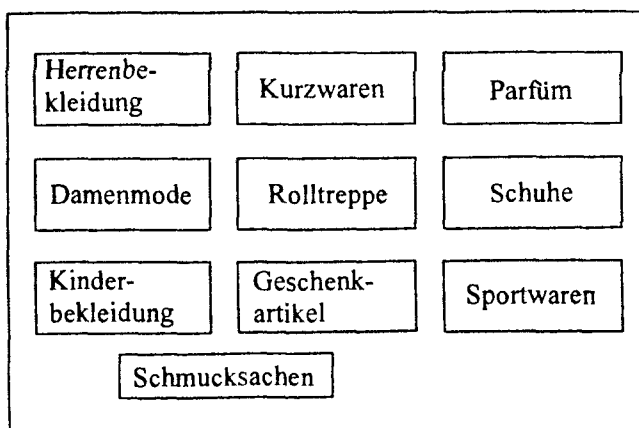 Herrenbe-
kleidung
Kurzwaren
Parfüm
Damenmode
Rolltreppe
Schuhe
Kinder-
bekleidung
Geschenk-
artikel
Sportwaren
Schmucksachen